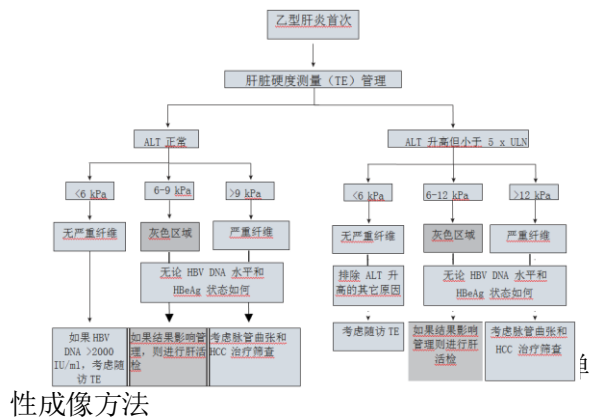 乙型肝炎首次
肝脏硬度测量（TE）管理
ALT 正常
ALT 升高但小于 5 x ULN
<6 kPa
6-9 kPa
>9 kPa
<6 kPa
6-12 kPa
>12 kPa
无严重纤维
灰色区域
严重纤维
无严重纤维
灰色区域
严重纤维
无论 HBV DNA 水平和
HBeAg 状态如何
排除 ALT 升
高的其它原因
无论 HBV DNA 水平和
HBeAg 状态如何
考虑随访 TE
如果 HBV
DNA >2000
IU/ml，考虑随
访 TE
如果结果影响管
理，则进行肝活
检
考虑脉管曲张和
HCC 治疗筛查
如果结果影响
管理则进行肝
活检
考虑脉管曲张和
HCC 治疗筛查
性成像方法